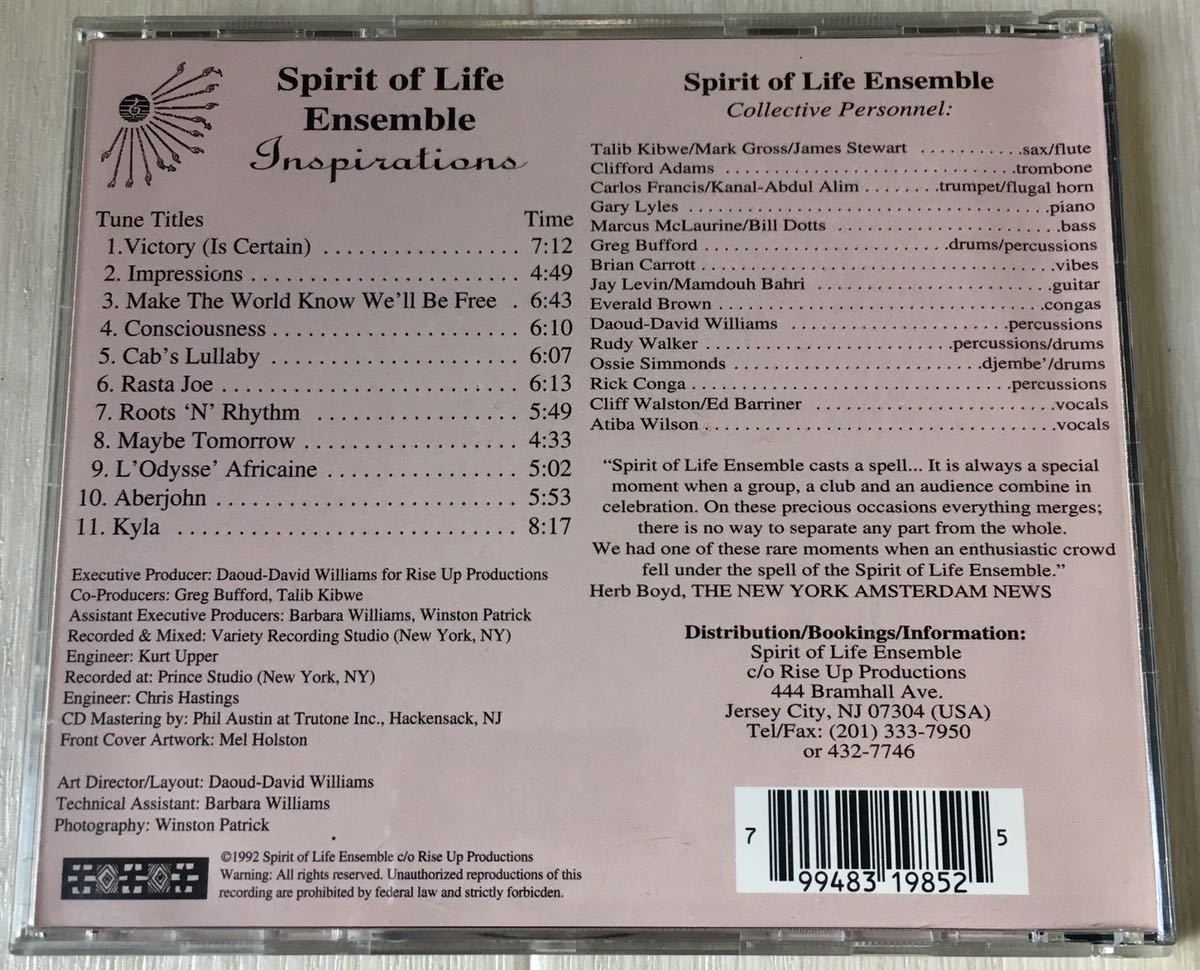 Spirit of Life
Ensemble
Inspirations
Tune Titles Time
1.Victory (Is Certain) .................. 7:12
2. Impressions ........................ 4:49
3. Make The World Know We'll Be Free . 6:43
4. Consciousness ...................... 6:10
5. Cab's Lullaby ...................... 6:07
6. Rasta Joe .......................... 6:13
7. Roots 'N' Rhythm .................. 5:49
8. Maybe Tomorrow ................... 4:33
9. L'Odysse' Africaine ................. 5:02
10. Aberjohn .......................... 5:53
11. Kyla .............................. 8:17
Executive Producer: Daoud-David Williams for Rise Up Productions
Co-Producers: Greg Bufford, Talib Kibwe
Assistant Executive Producers: Barbara Williams, Winston Patrick
Recorded & Mixed: Variety Recording Studio (New York, NY)
Engineer: Kurt Upper
Recorded at: Prince Studio (New York, NY)
Engineer: Chris Hastings
CD Mastering by: Phil Austin at Trutone Inc., Hackensack, NJ
Front Cover Artwork: Mel Holston
Art Director/Layout: Daoud-David Williams
Technical Assistant: Barbara Williams
Photography: Winston Patrick
©1992 Spirit of Life Ensemble c/o Rise Up Productions
Warning: All rights reserved. Unauthorized reproductions of this
recording are prohibited by federal law and strictly forbicden.
Spirit of Life Ensemble
Collective Personnel:
Talib Kibwe/Mark Gross/James Stewart ...........sax/flute
Clifford Adams ..............................trombone
Carlos Francis/Kanal-Abdul Alim ........trumpet/flugal horn
Gary Lyles .....................................piano
Marcus McLaurine/Bill Dotts .......................bass
Greg Bufford .........................drums/percussions
Brian Carrott .....................................vibes
Jay Levin/Mamdouh Bahri .........................guitar
Everald Brown ..................................congas
Daoud-David Williams ......................percussions
Rudy Walker .........................percussions/drums
Ossie Simmonds .........................djembe'/drums
Rick Conga .................................percussions
Cliff Walston/Ed Barriner ........................vocals
Atiba Wilson ...................................vocals
“Spirit of Life Ensemble casts a spell... It is always a special
moment when a group, a club and an audience combine in
celebration. On these precious occasions everything merges;
there is no way to separate any part from the whole.
We had one of these rare moments when an enthusiastic crowd
fell under the spell of the Spirit of Life Ensemble.”
Herb Boyd, THE NEW YORK AMSTERDAM NEWS
Distribution/Bookings/Information:
Spirit of Life Ensemble
c/o Rise Up Productions
444 Bramhall Ave.
Jersey City, NJ 07304 (USA)
Tel/Fax: (201) 333-7950
or 432-7746
7 99483 19852 5